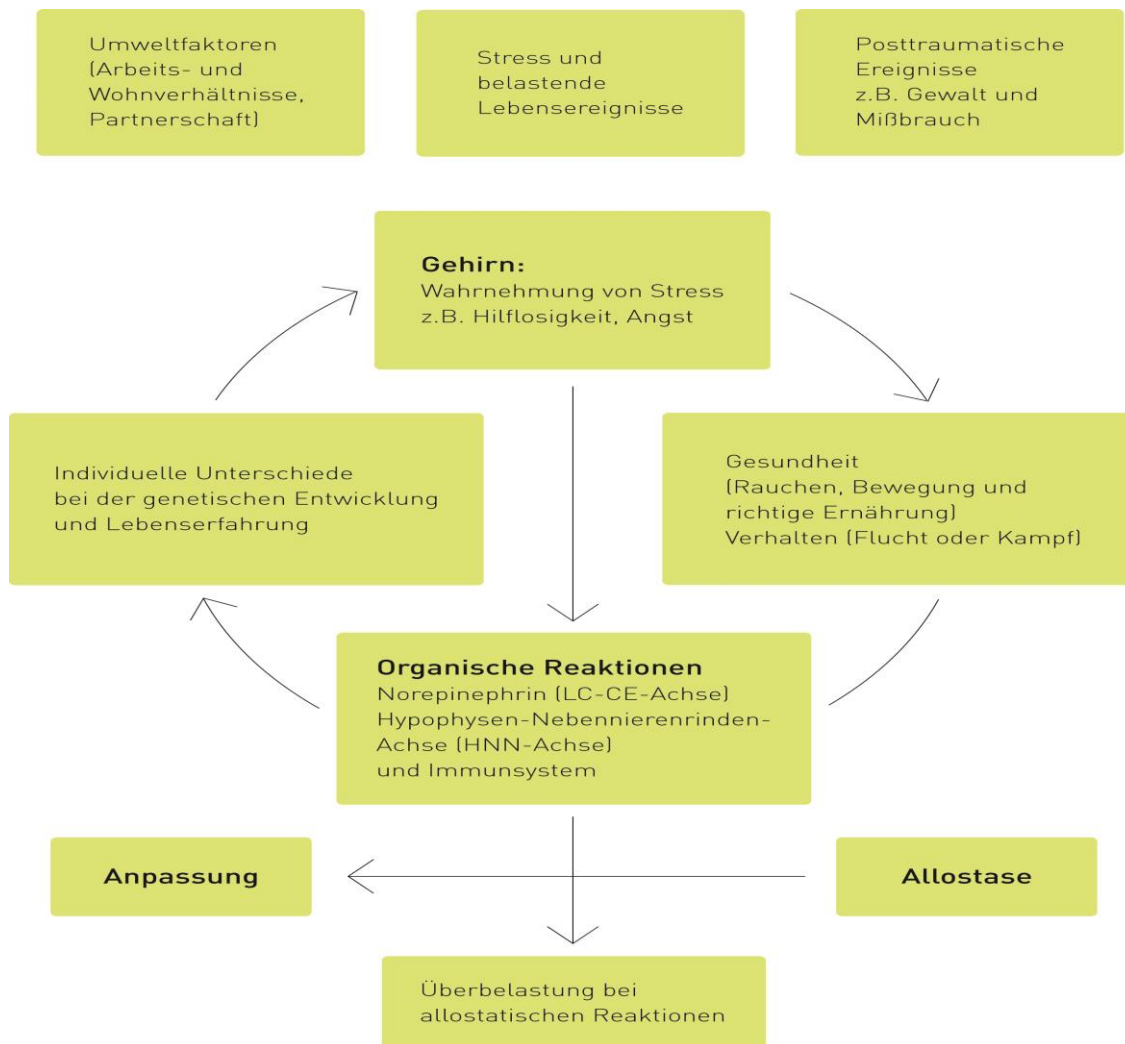 Umweltfaktoren
(Arbeits- und
Wohnverhältnisse,
Partnerschaft)
Stress und
belastende
Lebensereignisse
Posttraumatische
Ereignisse
z.B. Gewalt und
Mißbrauch
Gehirn:
Wahrnehmung von Stress
z.B. Hilflosigkeit, Angst
Individuelle Unterschiede
bei der genetischen Entwicklung
und Lebenserfahrung
Gesundheit
(Rauchen, Bewegung und
richtige Ernährung)
Verhalten (Flucht oder Kampf)
Organische Reaktionen
Norepinephrin (LC-CE-Achse)
Hypophysen-Nebennierenrinden-
Achse (HNN-Achse)
und Immunsystem
Anpassung
Allostase
Überbelastung bei
allostatischen Reaktionen